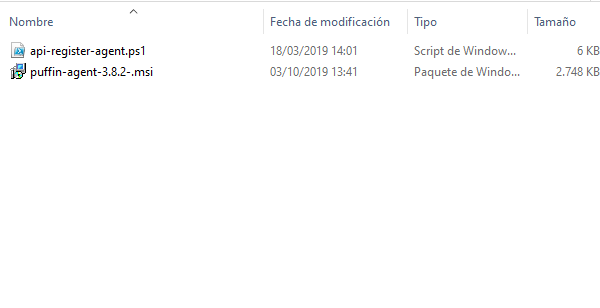 Nombre Fecha de modificación Tipo Tamaño
api-register-agent.ps1 18/03/2019 14:01 Script de Window... 6 KB
puffin-agent-3.8.2-.msi 03/10/2019 13:41 Paquete de Windo... 2.748 KB